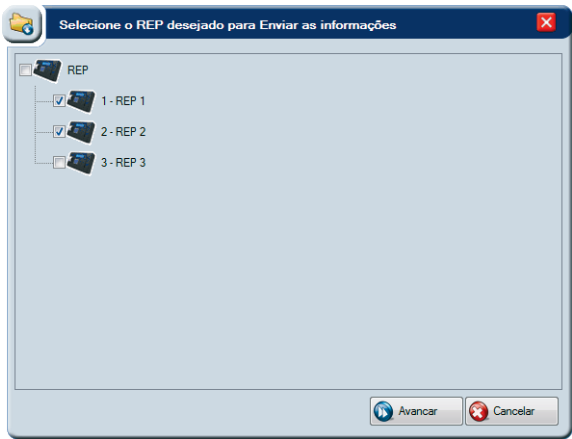 Selecione o REP desejado para Enviar as informações
REP
1 - REP 1
2 - REP 2
3 - REP 3
Avancar
Cancelar